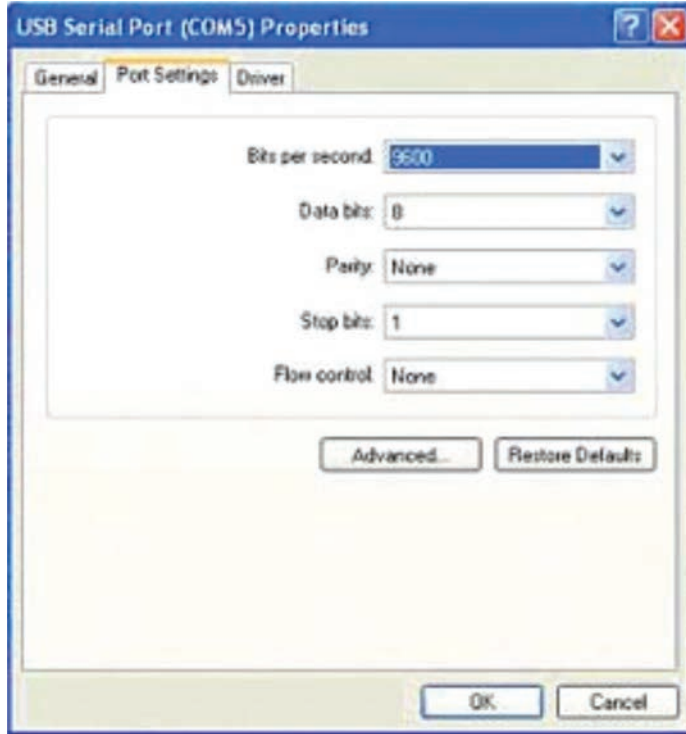 USB Serial Port (COM5) Properties
General Port Settings Driver
Bits per second: 9600
Data bits: 8
Parity: None
Stop bits: 1
Flow control: None
Advanced... Restore Defaults
OK Cancel